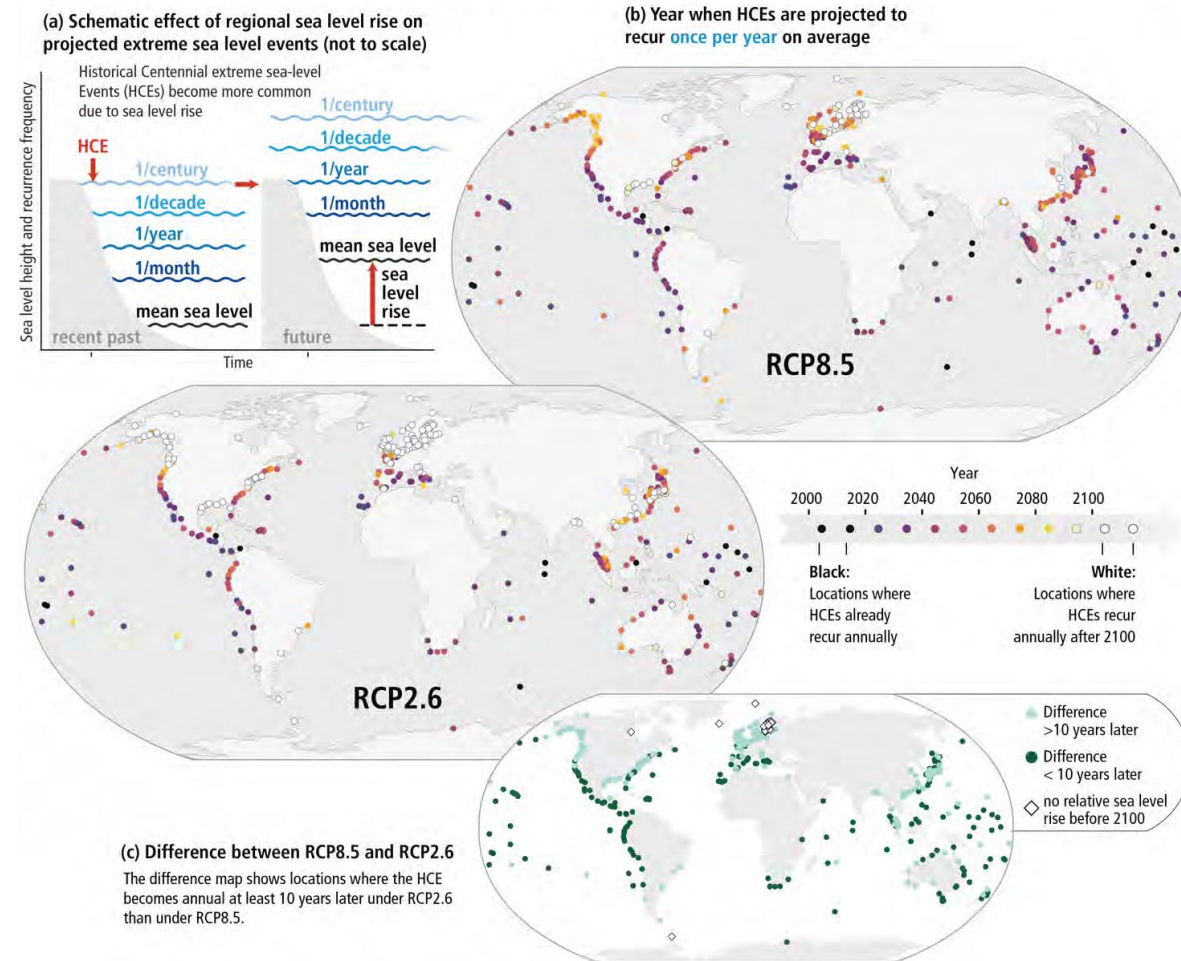 (a) Schematic effect of regional sea level rise on
projected extreme sea level events (not to scale)
Sea level height and recurrence frequency
Historical Centennial extreme sea-level
Events (HCEs) become more common
due to sea level rise
HCE
1/century
1/decade
1/year
1/month
mean sea level
recent past
1/century
1/decade
1/year
1/month
mean sea level
sea
level
rise
future
Time
(b) Year when HCEs are projected to
recur once per year on average
RCP8.5
RCP2.6
Year
2000 2020 2040 2060 2080 2100
Black:
Locations where
HCEs already
recur annually
White:
Locations where
HCEs recur
annually after 2100
(c) Difference between RCP8.5 and RCP2.6
The difference map shows locations where the HCE
becomes annual at least 10 years later under RCP2.6
than under RCP8.5.
Difference
>10 years later
Difference
< 10 years later
no relative sea level
rise before 2100